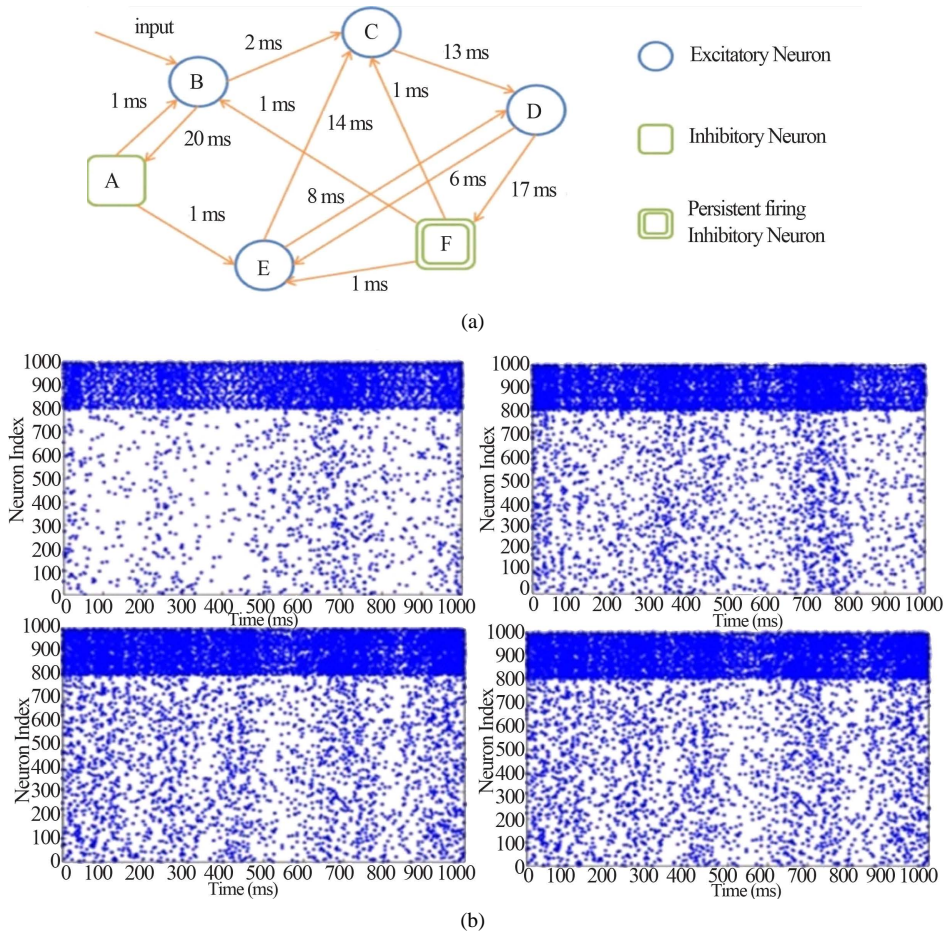 input
2 ms
C
13 ms
Excitatory Neuron
B
1 ms
1 ms
1 ms
D
20 ms
14 ms
Inhibitory Neuron
A
8 ms
6 ms
17 ms
1 ms
Persistent firing
Inhibitory Neuron
E
F
1 ms
(a)
Neuron Index
1000
900
800
700
600
500
400
300
200
100
0
0 100 200 300 400 500 600 700 800 900 1000
Time (ms)
Neuron Index
1000
900
800
700
600
500
400
300
200
100
0
0 100 200 300 400 500 600 700 800 900 1000
Time (ms)
Neuron Index
1000
900
800
700
600
500
400
300
200
100
0
0 100 200 300 400 500 600 700 800 900 1000
Time (ms)
Neuron Index
1000
900
800
700
600
500
400
300
200
100
0
0 100 200 300 400 500 600 700 800 900 1000
Time (ms)
(b)